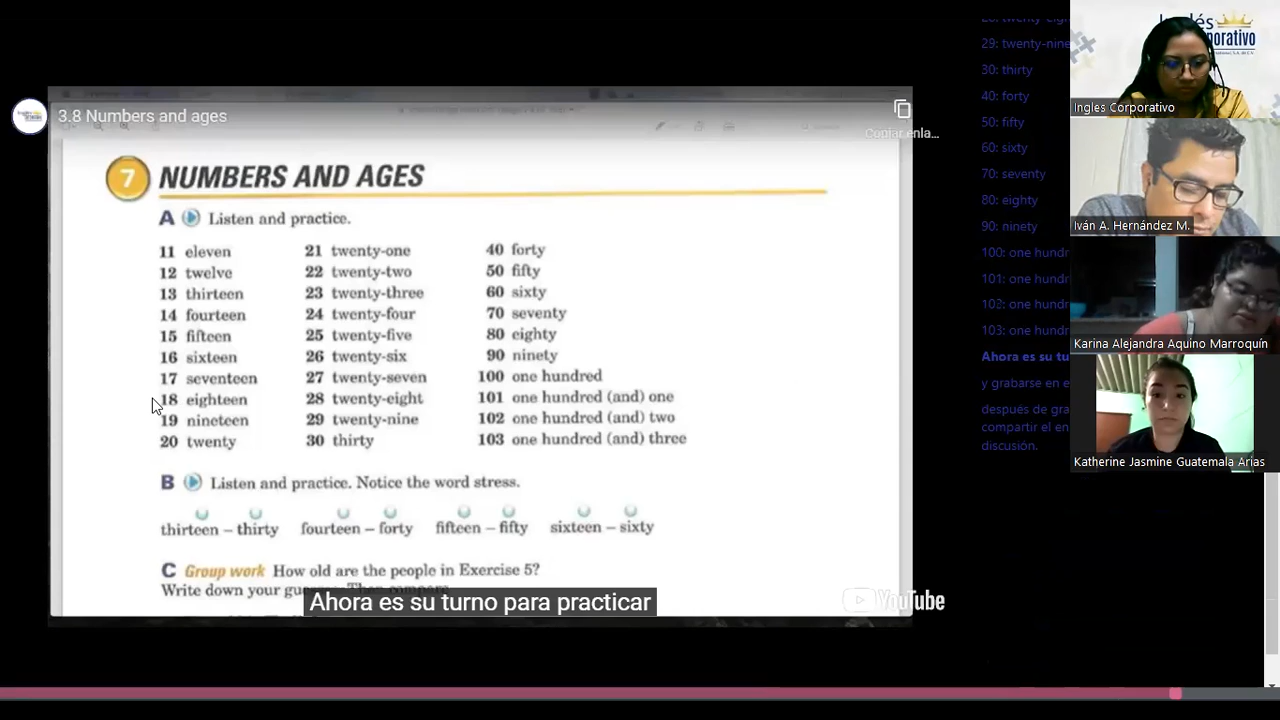 3.8 Numbers and ages
Copiar enla...
7 NUMBERS AND AGES
A Listen and practice.
11 eleven 21 twenty-one 40 forty
12 twelve 22 twenty-two 50 fifty
13 thirteen 23 twenty-three 60 sixty
14 fourteen 24 twenty-four 70 seventy
15 fifteen 25 twenty-five 80 eighty
16 sixteen 26 twenty-six 90 ninety
17 seventeen 27 twenty-seven 100 one hundred
18 eighteen 28 twenty-eight 101 one hundred (and) one
19 nineteen 29 twenty-nine 102 one hundred (and) two
20 twenty 30 thirty 103 one hundred (and) three
B Listen and practice. Notice the word stress.
thirteen – thirty fourteen – forty fifteen – fifty sixteen – sixty
C Group work How old are the people in Exercise 5?
Write down your
Ahora es su turno para practicar
YouTube
29: twenty-nine
30: thirty
40: forty
50: fifty
60: sixty
70: seventy
80: eighty
90: ninety
100: one hundr
101: one hundr
102: one hundr
103: one hundr
Ahora es su tu
y grabarse en e
después de gra
compartir el en
discusión.
Ingles Corporativo
Iván A. Hernández M.
Karina Alejandra Aquino Marroquín
Katherine Jasmine Guatemala Arias